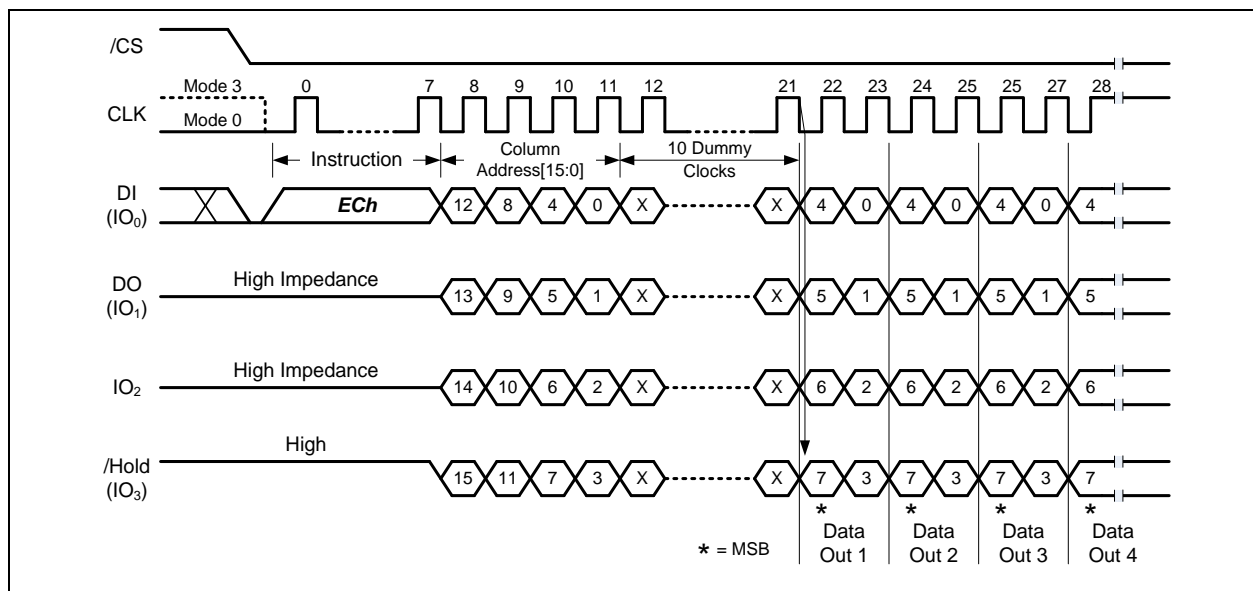 /CS
Mode 3 0 7 8 9 10 11 12 21 22 23 24 25 25 27 28
CLK
Mode 0
Instruction
Column
Address[15:0]
10 Dummy
Clocks
DI
(IO0)
ECh 12 8 4 0 X X 4 0 4 0 4 0 4
High Impedance
DO
(IO1)
13 9 5 1 X X 5 1 5 1 5 1 5
High Impedance
IO2
14 10 6 2 X X 6 2 6 2 6 2 6
High
/Hold
(IO3)
15 11 7 3 X X 7 3 7 3 7 3 7
* * * *
* = MSB
Data
Out 1
Data
Out 2
Data
Out 3
Data
Out 4